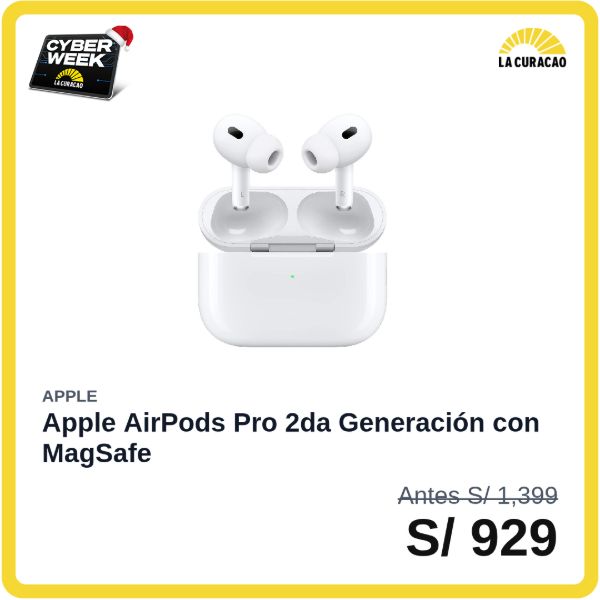 CYBER
WEEK
LA CURACAO
LA CURACAO
L R
APPLE
Apple AirPods Pro 2da Generación con
MagSafe
Antes S/ 1,399
S/ 929